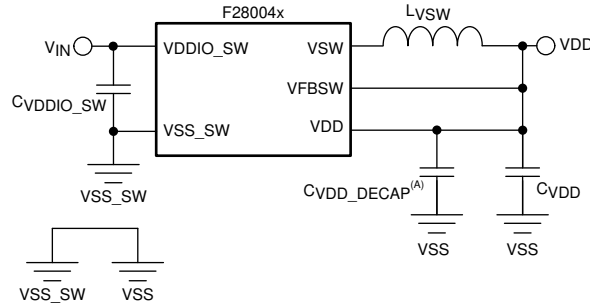 F28004x
LVSW
VIN
VDDIO_SW
VSW
VDD
CVDDIO_SW
VFBSW
VSS_SW
VDD
VSS_SW
CVDD_DECAP(A)
CVDD
VSS
VSS
VSS_SW
VSS